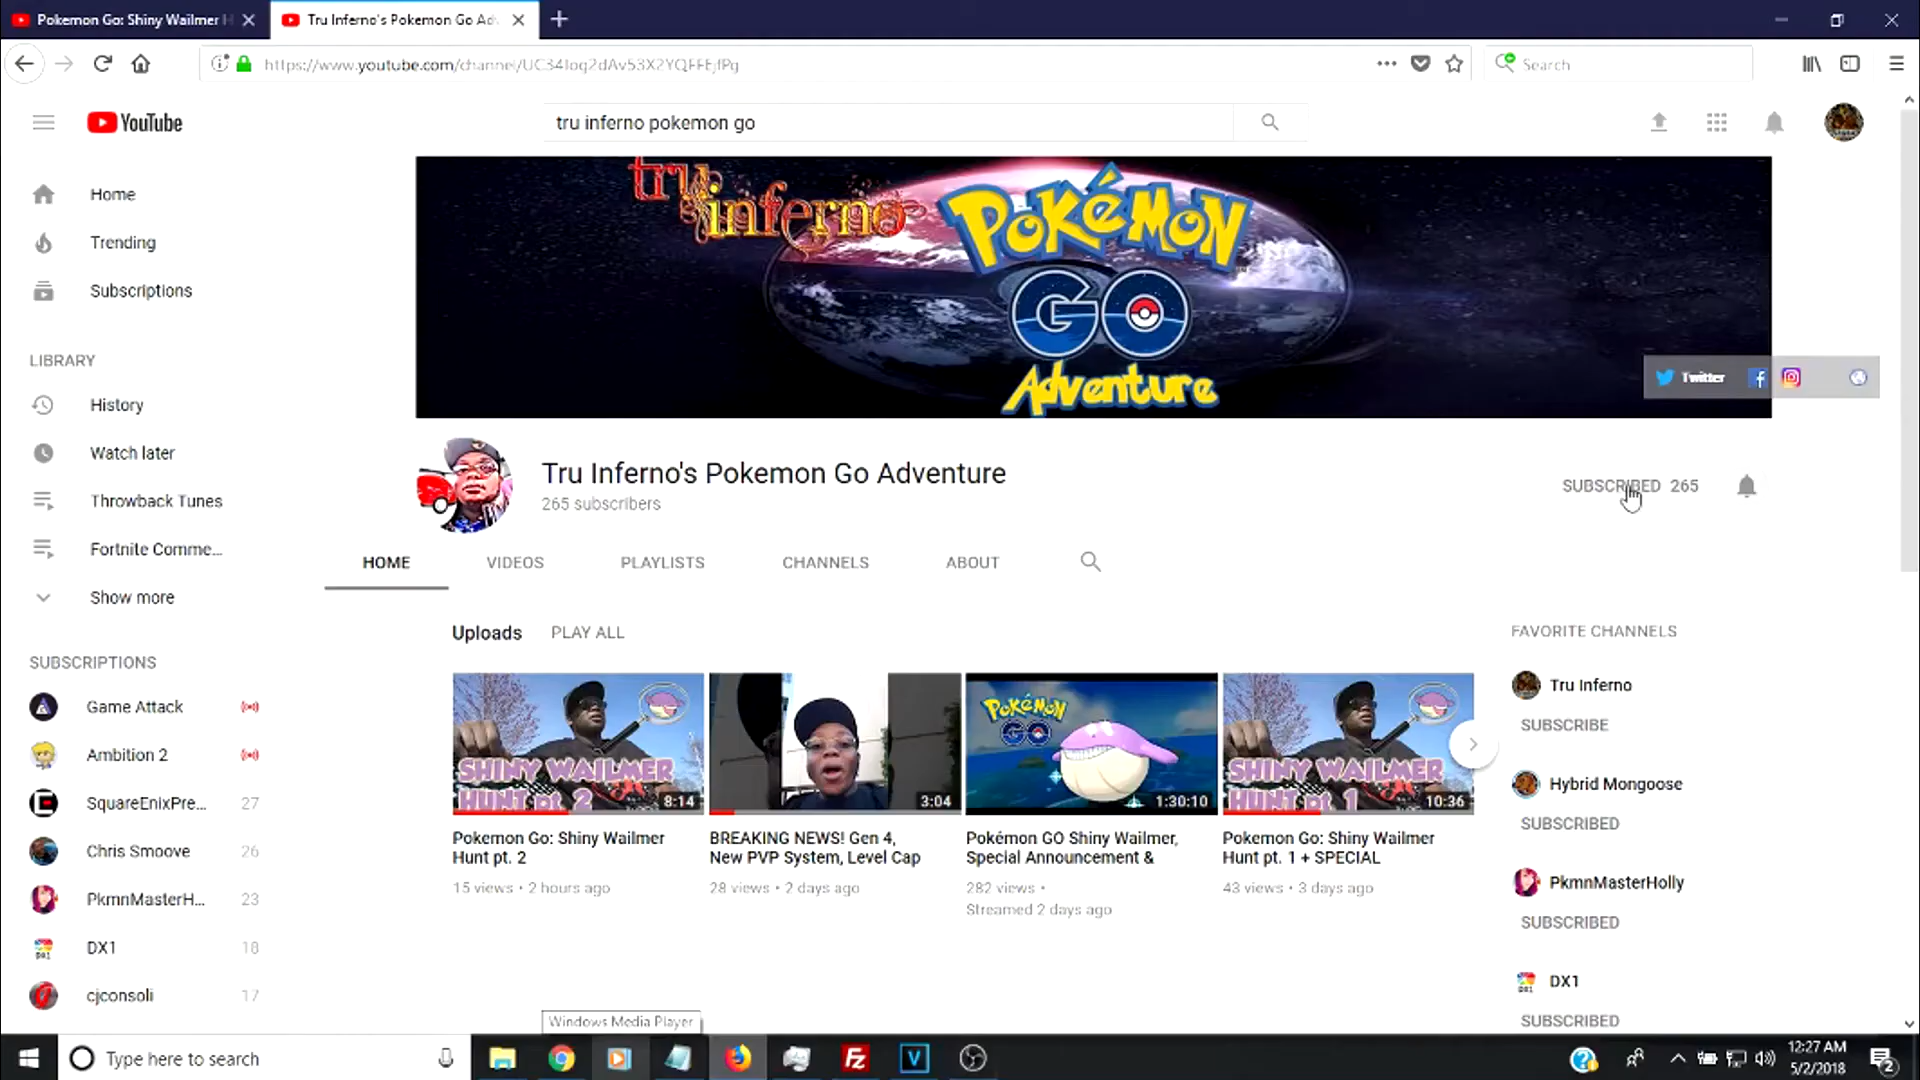 Pokemon Go: Shiny Wailmer H
Tru Inferno's Pokemon Go Ad
Search
YouTube
tru inferno pokemon go
Home
Trending
Subscriptions
LIBRARY
History
Watch later
Throwback Tunes
Fortnite Comme...
Show more
SUBSCRIPTIONS
Game Attack
Ambition 2
SquareEnixPre... 27
Chris Smoove 26
PkmnMasterH... 23
DX1 18
cjconsoli 17
tru inferno
POKéMON
GO
Adventure
Twitter
Tru Inferno's Pokemon Go Adventure
265 subscribers
SUBSCRIBED 265
HOME VIDEOS PLAYLISTS CHANNELS ABOUT
Uploads PLAY ALL
SHINY WAILMER
HUNT pt 2
8:14
Pokemon Go: Shiny Wailmer
Hunt pt. 2
15 views • 2 hours ago
3:04
BREAKING NEWS! Gen 4,
New PVP System, Level Cap
28 views • 2 days ago
POKéMON
GO
1:30:10
Pokémon GO Shiny Wailmer,
Special Announcement &
282 views •
Streamed 2 days ago
SHINY WAILMER
HUNT pt 1
10:36
Pokemon Go: Shiny Wailmer
Hunt pt. 1 + SPECIAL
43 views • 3 days ago
FAVORITE CHANNELS
Tru Inferno
SUBSCRIBE
Hybrid Mongoose
SUBSCRIBED
PkmnMasterHolly
SUBSCRIBED
DX1
SUBSCRIBED
Windows Media Player
Type here to search
12:27 AM
5/2/2018
2